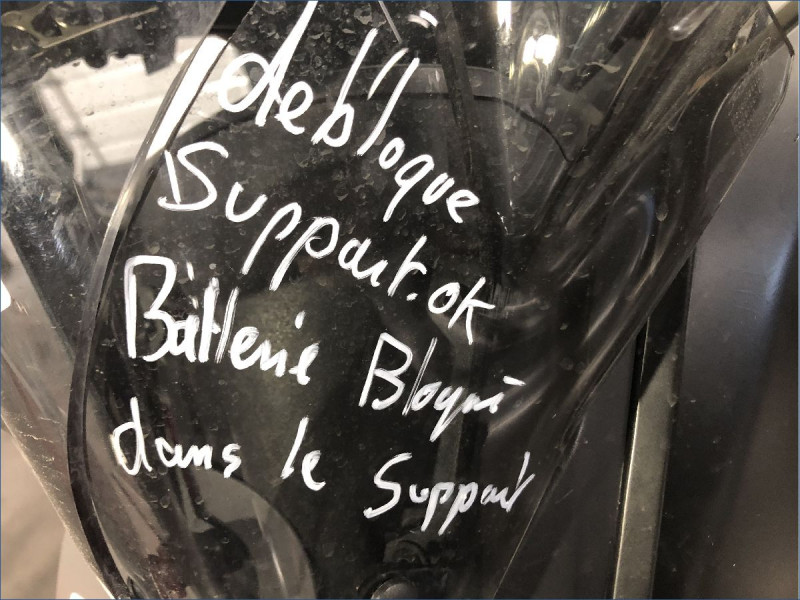 debloque
Support.ok
Batterie Bloqué
dans le Support